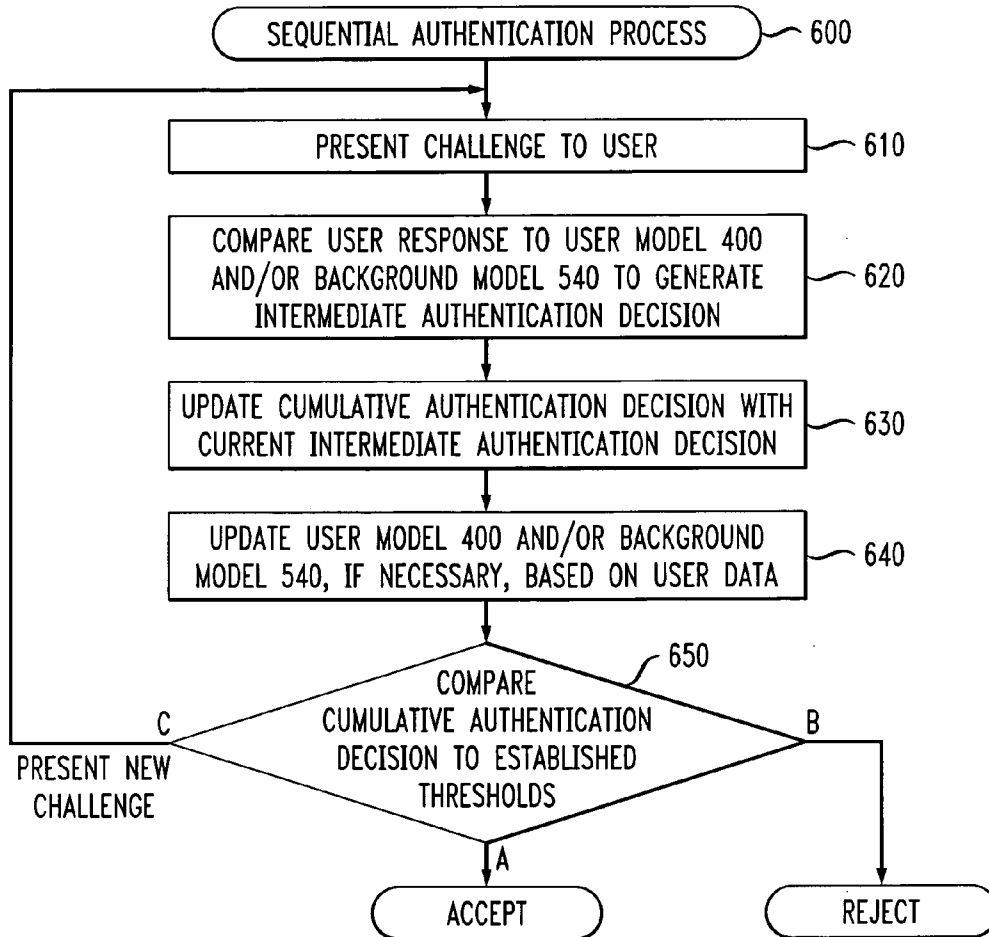 SEQUENTIAL AUTHENTICATION PROCESS
600
PRESENT CHALLENGE TO USER
610
COMPARE USER RESPONSE TO USER MODEL 400
AND/OR BACKGROUND MODEL 540 TO GENERATE
INTERMEDIATE AUTHENTICATION DECISION
620
UPDATE CUMULATIVE AUTHENTICATION DECISION WITH
CURRENT INTERMEDIATE AUTHENTICATION DECISION
630
UPDATE USER MODEL 400 AND/OR BACKGROUND
MODEL 540, IF NECESSARY, BASED ON USER DATA
640
650
COMPARE
CUMULATIVE AUTHENTICATION
DECISION TO ESTABLISHED
THRESHOLDS
C
PRESENT NEW
CHALLENGE
B
A
ACCEPT
REJECT